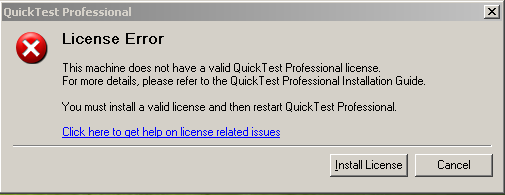 QuickTest Professional
License Error
This machine does not have a valid QuickTest Professional license.
For more details, please refer to the QuickTest Professional Installation Guide.
You must install a valid license and then restart QuickTest Professional.
Click here to get help on license related issues
Install License
Cancel